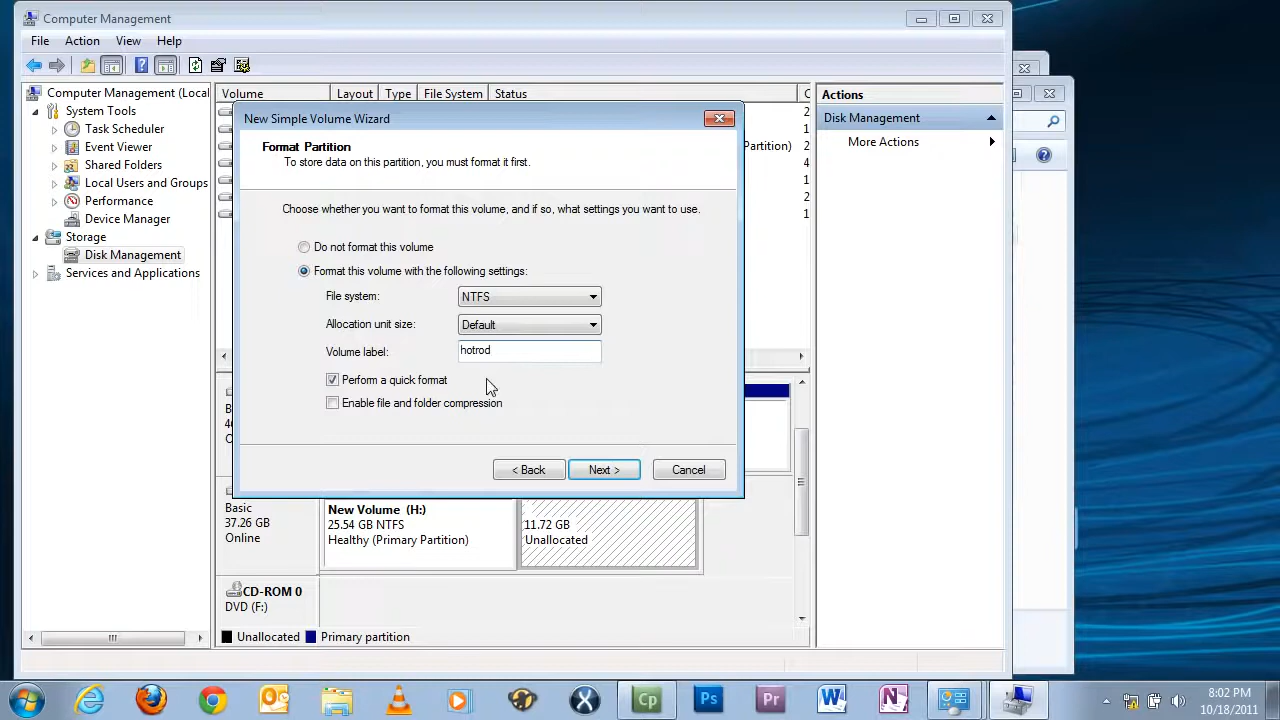 Computer Management
File Action View Help
Computer Management (Local
System Tools
Task Scheduler
Event Viewer
Shared Folders
Local Users and Groups
Performance
Device Manager
Storage
Disk Management
Services and Applications
Volume Layout Type File System Status
Partition)
New Simple Volume Wizard
Format Partition
To store data on this partition, you must format it first.
Choose whether you want to format this volume, and if so, what settings you want to use.
Do not format this volume
Format this volume with the following settings:
File system: NTFS
Allocation unit size: Default
Volume label: hotrod
Perform a quick format
Enable file and folder compression
< Back Next > Cancel
Basic
37.26 GB
Online
New Volume (H:)
25.54 GB NTFS
Healthy (Primary Partition)
11.72 GB
Unallocated
CD-ROM 0
DVD (F:)
Unallocated Primary partition
Actions
Disk Management
More Actions
Cp Ps Pr W N
8:02 PM
10/18/2011